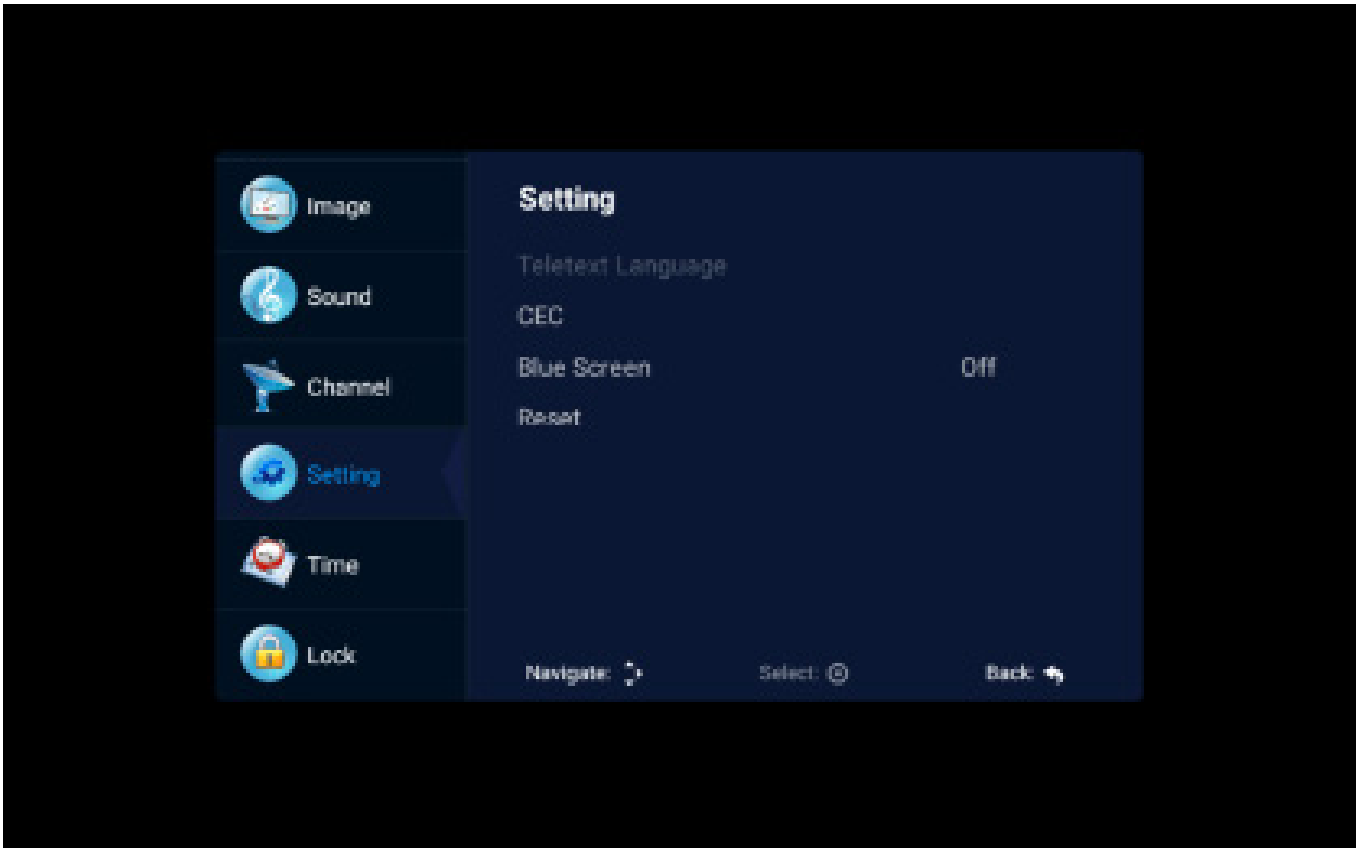 Image
Sound
Channel
Setting
Time
Lock
Setting
Teletext Language
CEC
Blue Screen Off
Reset
Navigate: Select: Back: